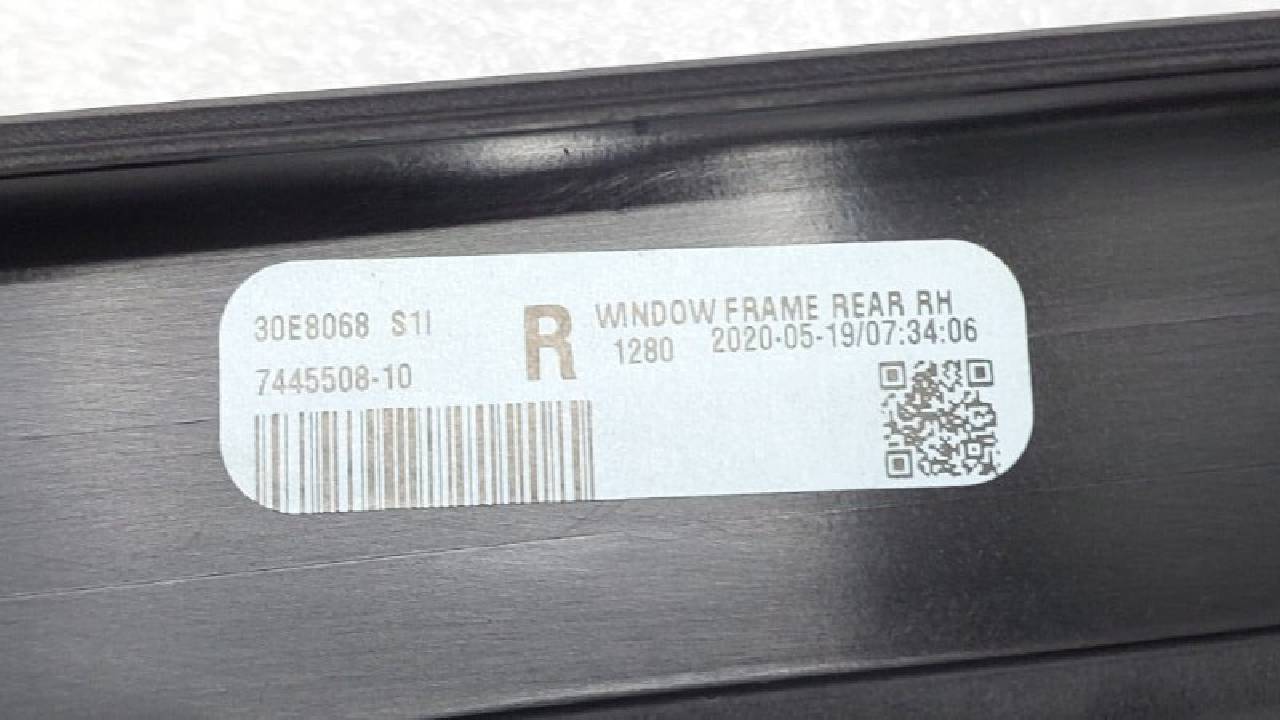 30E8068 S1I
7445508-10
R
WINDOW FRAME REAR RH
1280 2020-05-19/07:34:06